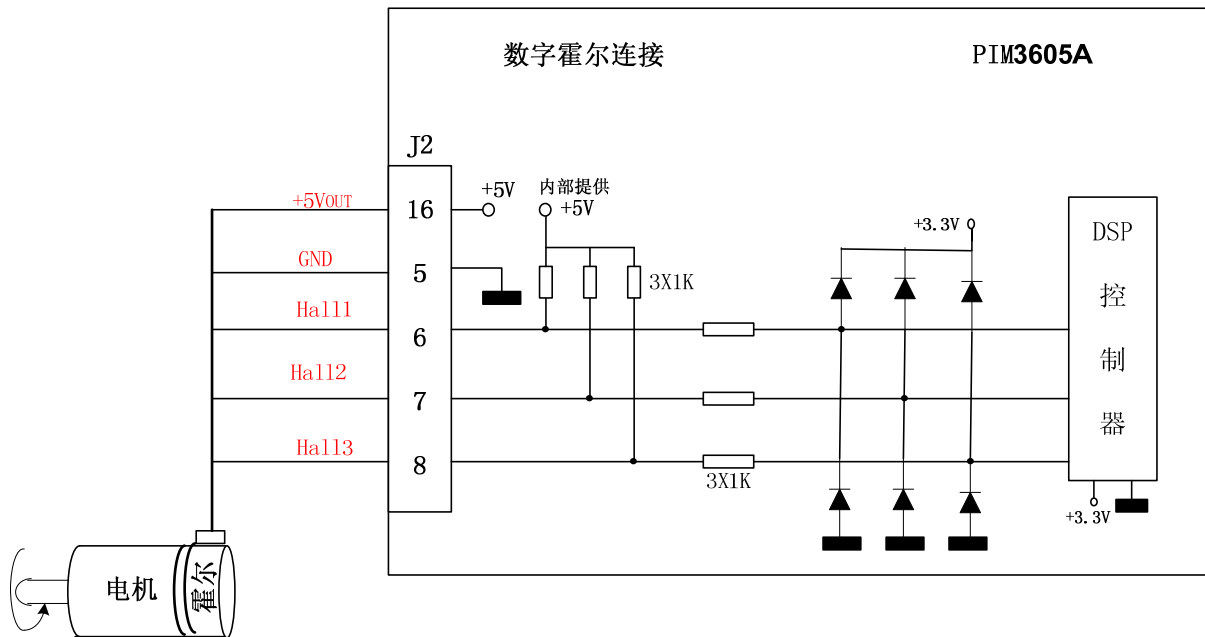 数字霍尔连接
PIM3605A
J2
+5VOUT
16
+5V
内部提供
+5V
+3.3V
DSP
控
制
器
GND
5
3X1K
Hall1
6
Hall2
7
Hall3
8
3X1K
+3.3V
电机
霍尔